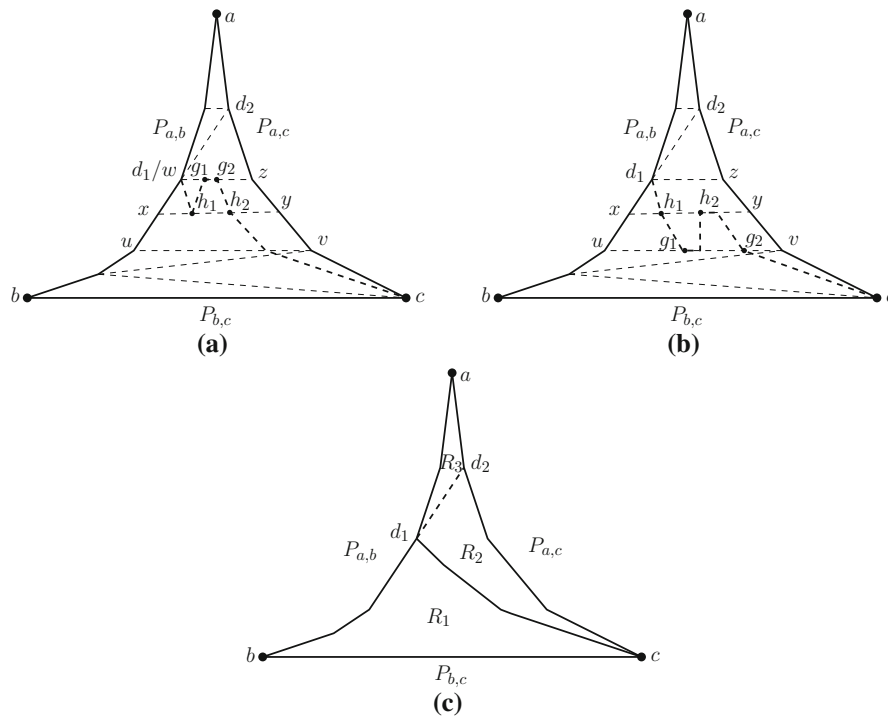 a a
d₂ d₂
P_{a,b} P_{a,c} P_{a,b} P_{a,c}
d₁/w g₁ g₂ z d₁ z
x h₁ h₂ y x h₁ h₂ y
u v u g₁ g₂ v
b c b c
P_{b,c} P_{b,c}
(a) (b)
a
R₃ d₂
d₁
P_{a,b} R₂ P_{a,c}
R₁
b c
P_{b,c}
(c)